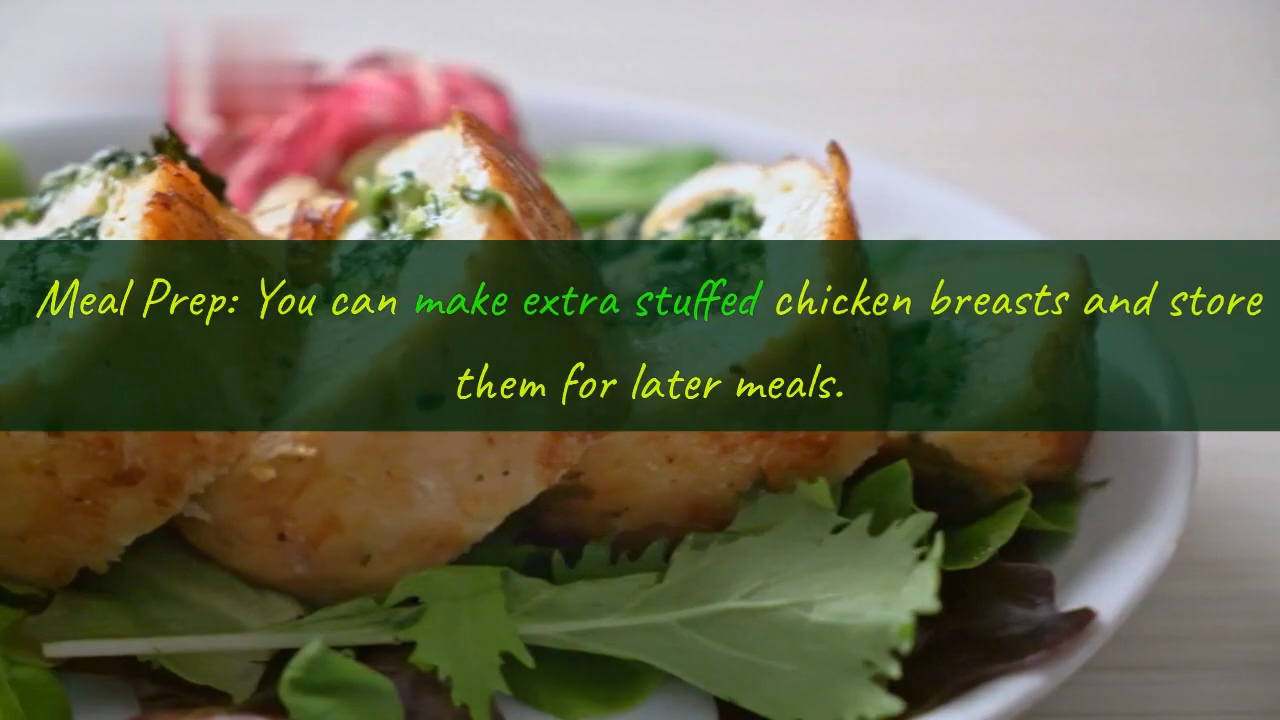 Meal Prep: You can make extra stuffed chicken breasts and store
them for later meals.